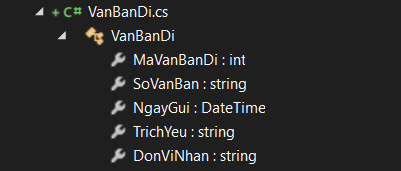 + C# VanBanDi.cs
VanBanDi
MaVanBanDi : int
SoVanBan : string
NgayGui : DateTime
TrichYeu : string
DonViNhan : string